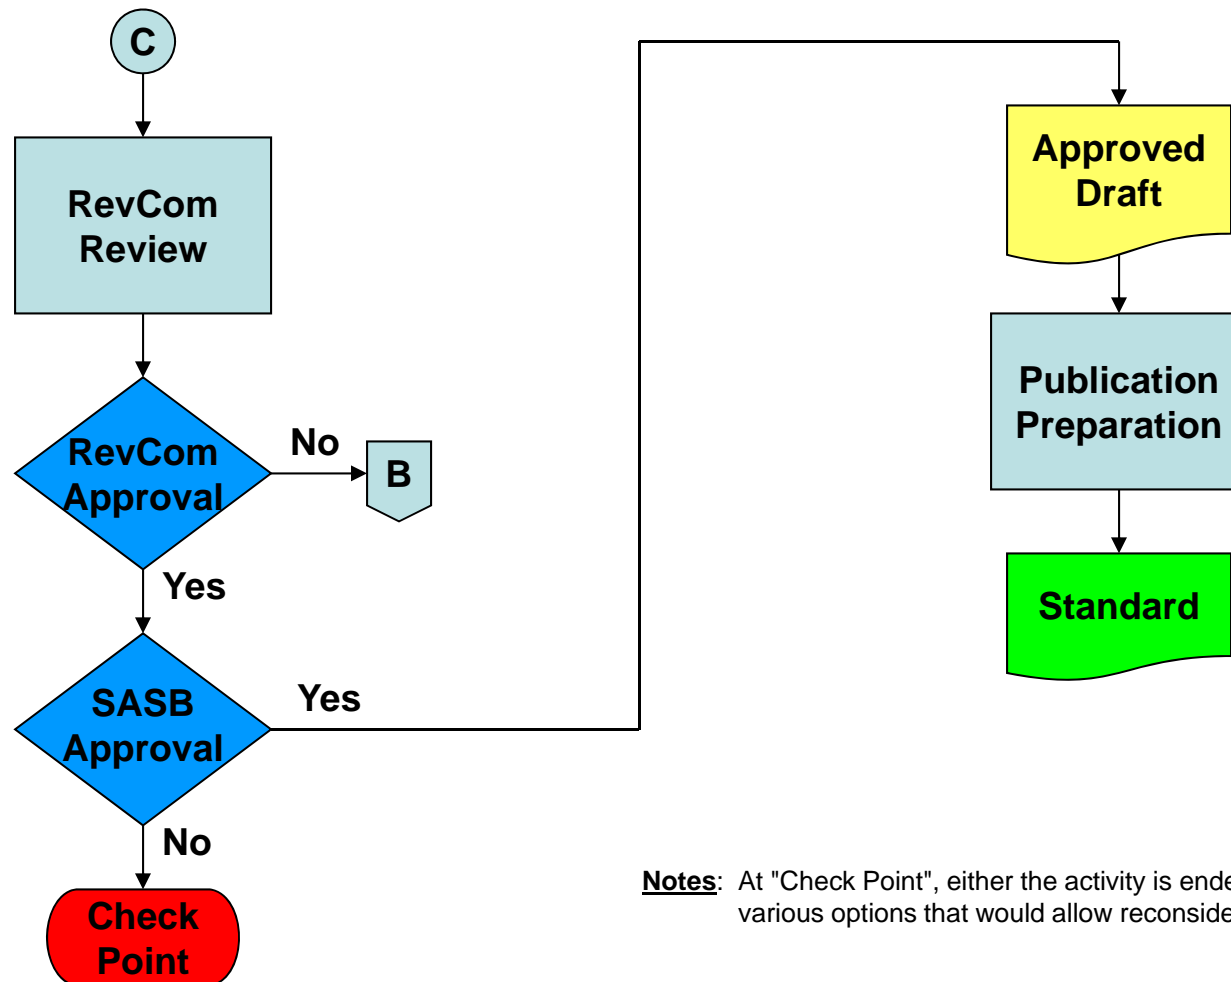 C
RevCom
Review
RevCom
Approval
No
B
Yes
SASB
Approval
Yes
No
Check
Point
Approved
Draft
Publication
Preparation
Standard
Notes: At "Check Point", either the activity is ende
various options that would allow reconside